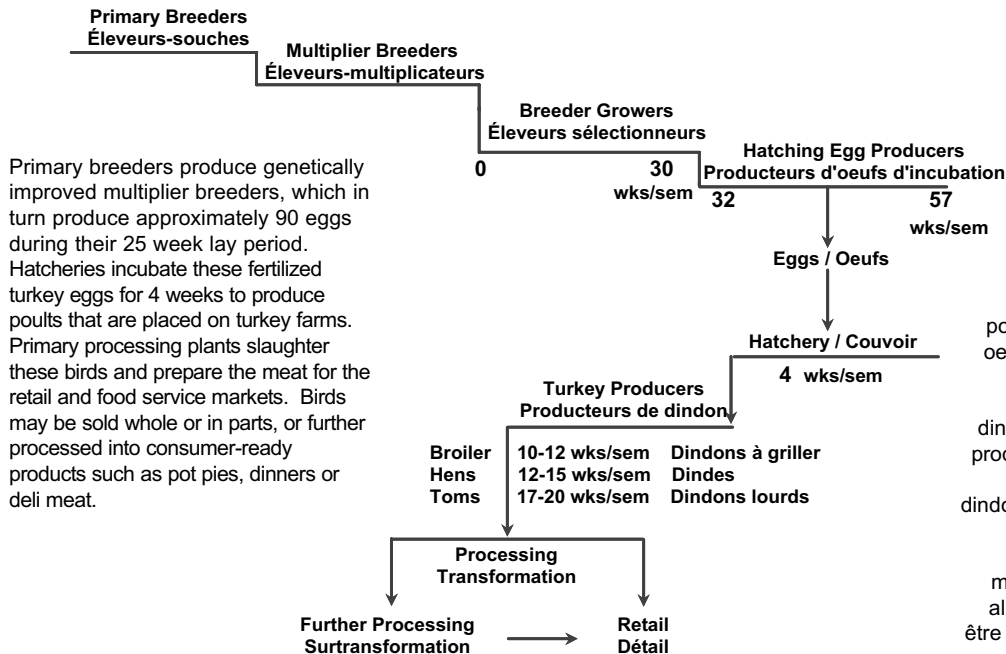 Primary Breeders
Éleveurs-souches
Multiplier Breeders
Éleveurs-multiplicateurs
Breeder Growers
Éleveurs sélectionneurs
0
30
wks/sem
Hatching Egg Producers
Producteurs d'oeufs d'incubation
32
57
wks/sem
Primary breeders produce genetically
improved multiplier breeders, which in
turn produce approximately 90 eggs
during their 25 week lay period.
Hatcheries incubate these fertilized
turkey eggs for 4 weeks to produce
poults that are placed on turkey farms.
Primary processing plants slaughter
these birds and prepare the meat for the
retail and food service markets. Birds
may be sold whole or in parts, or further
processed into consumer-ready
products such as pot pies, dinners or
deli meat.
Eggs / Oeufs
Hatchery / Couvoir
4 wks/sem
Turkey Producers
Producteurs de dindon
Broiler 10-12 wks/sem Dindons à griller
Hens 12-15 wks/sem Dindes
Toms 17-20 wks/sem Dindons lourds
Processing
Transformation
Further Processing
Surtransformation
Retail
Détail
être